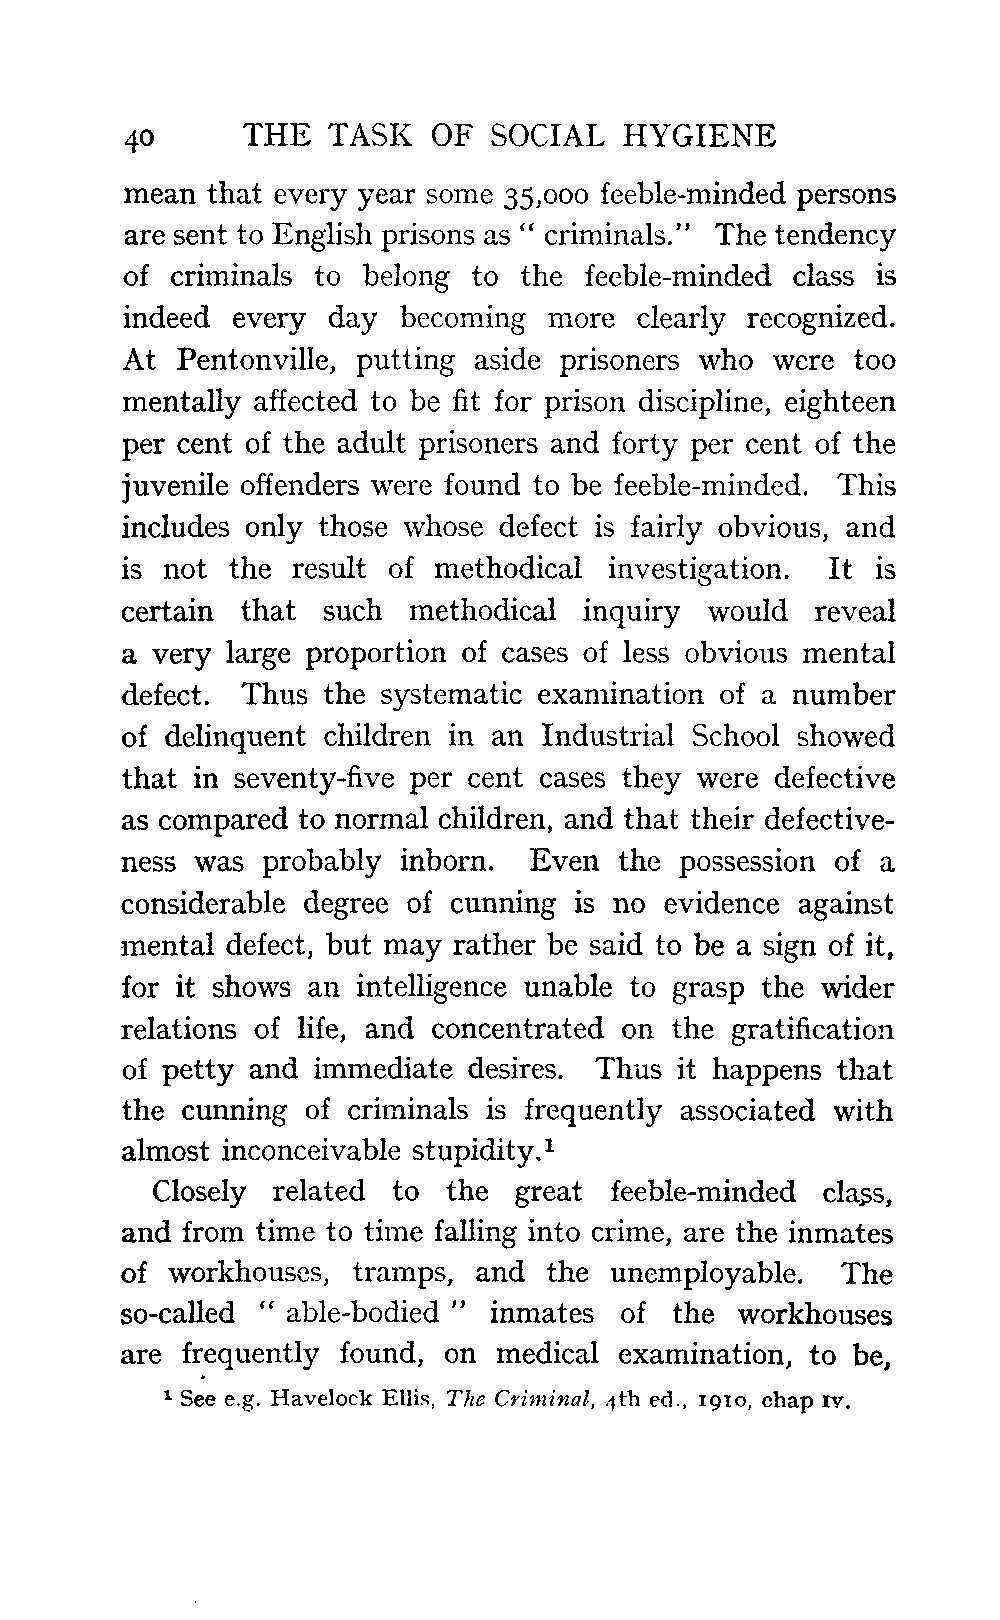 40 THE TASK OF SOCIAL HYGIENE
mean that every year some 35,000 feeble-minded persons
are sent to English prisons as “ criminals.” The tendency
of criminals to belong to the feeble-minded class is
indeed every day becoming more clearly recognized.
At Pentonville, putting aside prisoners who were too
mentally affected to be fit for prison discipline, eighteen
per cent of the adult prisoners and forty per cent of the
juvenile offenders were found to be feeble-minded. This
includes only those whose defect is fairly obvious, and
is not the result of methodical investigation. It is
certain that such methodical inquiry would reveal
a very large proportion of cases of less obvious mental
defect. Thus the systematic examination of a number
of delinquent children in an Industrial School showed
that in seventy-five per cent cases they were defective
as compared to normal children, and that their defective-
ness was probably inborn. Even the possession of a
considerable degree of cunning is no evidence against
mental defect, but may rather be said to be a sign of it,
for it shows an intelligence unable to grasp the wider
relations of life, and concentrated on the gratification
of petty and immediate desires. Thus it happens that
the cunning of criminals is frequently associated with
almost inconceivable stupidity.¹
Closely related to the great feeble-minded class,
and from time to time falling into crime, are the inmates
of workhouses, tramps, and the unemployable. The
so-called “ able-bodied ” inmates of the workhouses
are frequently found, on medical examination, to be,
¹ See e.g. Havelock Ellis, The Criminal, 4th ed., 1910, chap IV.